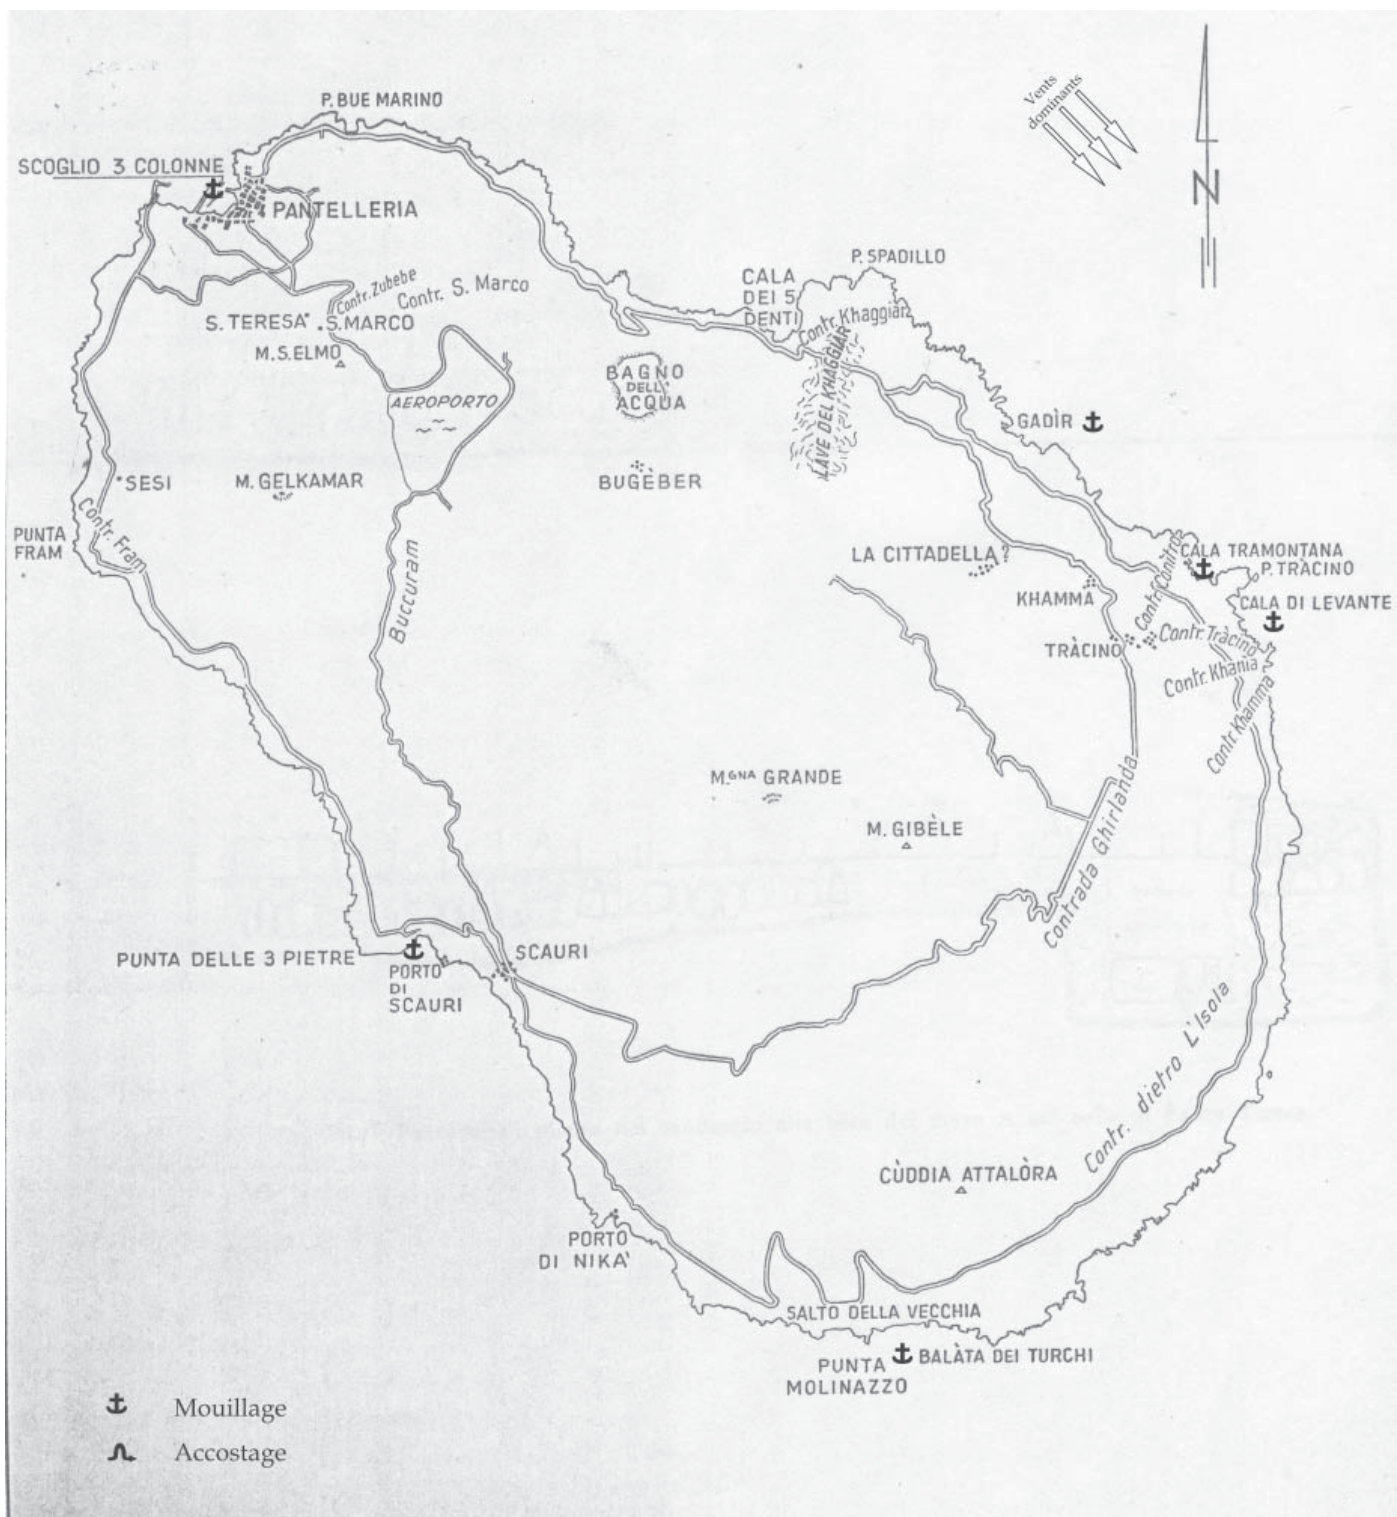 P. BUE MARINO
Vents
dominants
N
SCOGLIO 3 COLONNE
PANTELLERIA
P. SPADILLO
CALA
DEI 5
DENTI
Contr. Zubebe
Contr. S. Marco
Contr. Khaggiar
S. TERESA
S. MARCO
M. S. ELMO
BAGNO
DELL'
ACQUA
LAVE DEL KHAGGIAR
AEROPORTO
GADÌR
SESI
M. GELKAMAR
BUGÈBER
Contr. Fram
PUNTA
FRAM
Buccuram
LA CITTADELLA?
Contr. Conitros
CALA TRAMONTANA
P. TRÀCINO
KHAMMA
CALA DI LEVANTE
TRÀCINO
Contr. Tràcino
Contr. Khania
Contr. Khamma
M.GNA GRANDE
M. GIBÈLE
Contrada Ghirlanda
PUNTA DELLE 3 PIETRE
SCAURI
PORTO
DI
SCAURI
Contr. dietro L'Isola
CÙDDIA ATTALÒRA
PORTO
DI NIKA'
SALTO DELLA VECCHIA
BALÀTA DEI TURCHI
PUNTA
MOLINAZZO
Mouillage
Accostage